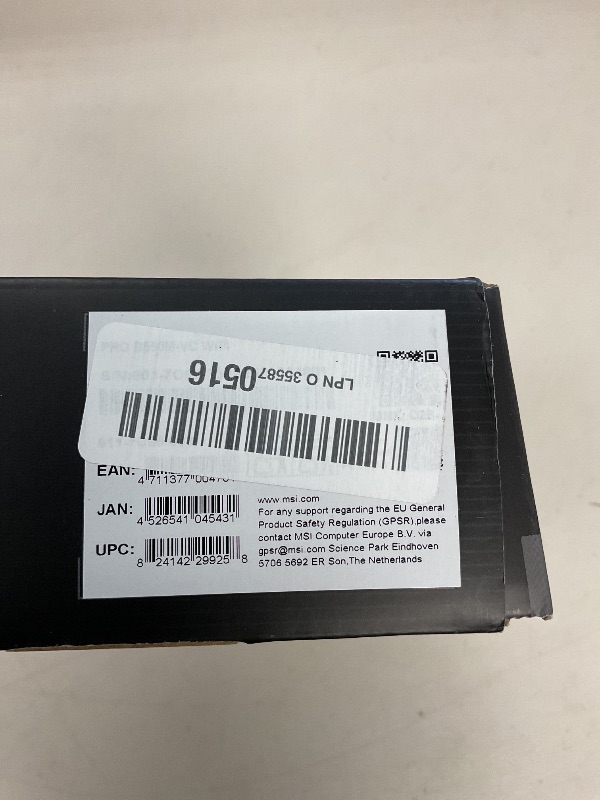 LPN O 355870516
EAN:
JAN:
4 526541 045431
UPC:
8 24142 29925 8
www.msi.com
For any support regarding the EU General
Product Safety Regulation (GPSR),please
contact MSI Computer Europe B.V. via
gpsr@msi.com Science Park Eindhoven
5706 5692 ER Son,The Netherlands